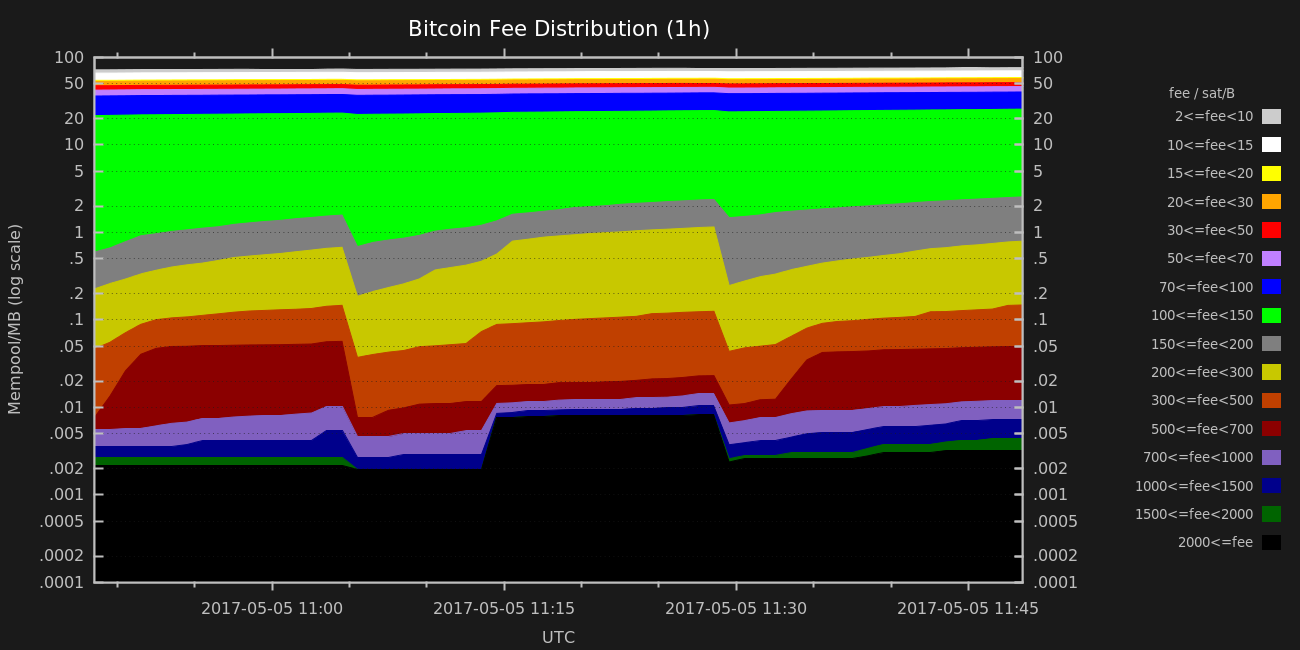 Bitcoin Fee Distribution (1h)
Mempool/MB (log scale)
100
50
20
10
5
2
1
.5
.2
.1
.05
.02
.01
.005
.002
.001
.0005
.0002
.0001
100
50
20
10
5
2
1
.5
.2
.1
.05
.02
.01
.005
.002
.001
.0005
.0002
.0001
2017-05-05 11:00
2017-05-05 11:15
2017-05-05 11:30
2017-05-05 11:45
UTC
fee / sat/B
2<=fee<10
10<=fee<15
15<=fee<20
20<=fee<30
30<=fee<50
50<=fee<70
70<=fee<100
100<=fee<150
150<=fee<200
200<=fee<300
300<=fee<500
500<=fee<700
700<=fee<1000
1000<=fee<1500
1500<=fee<2000
2000<=fee